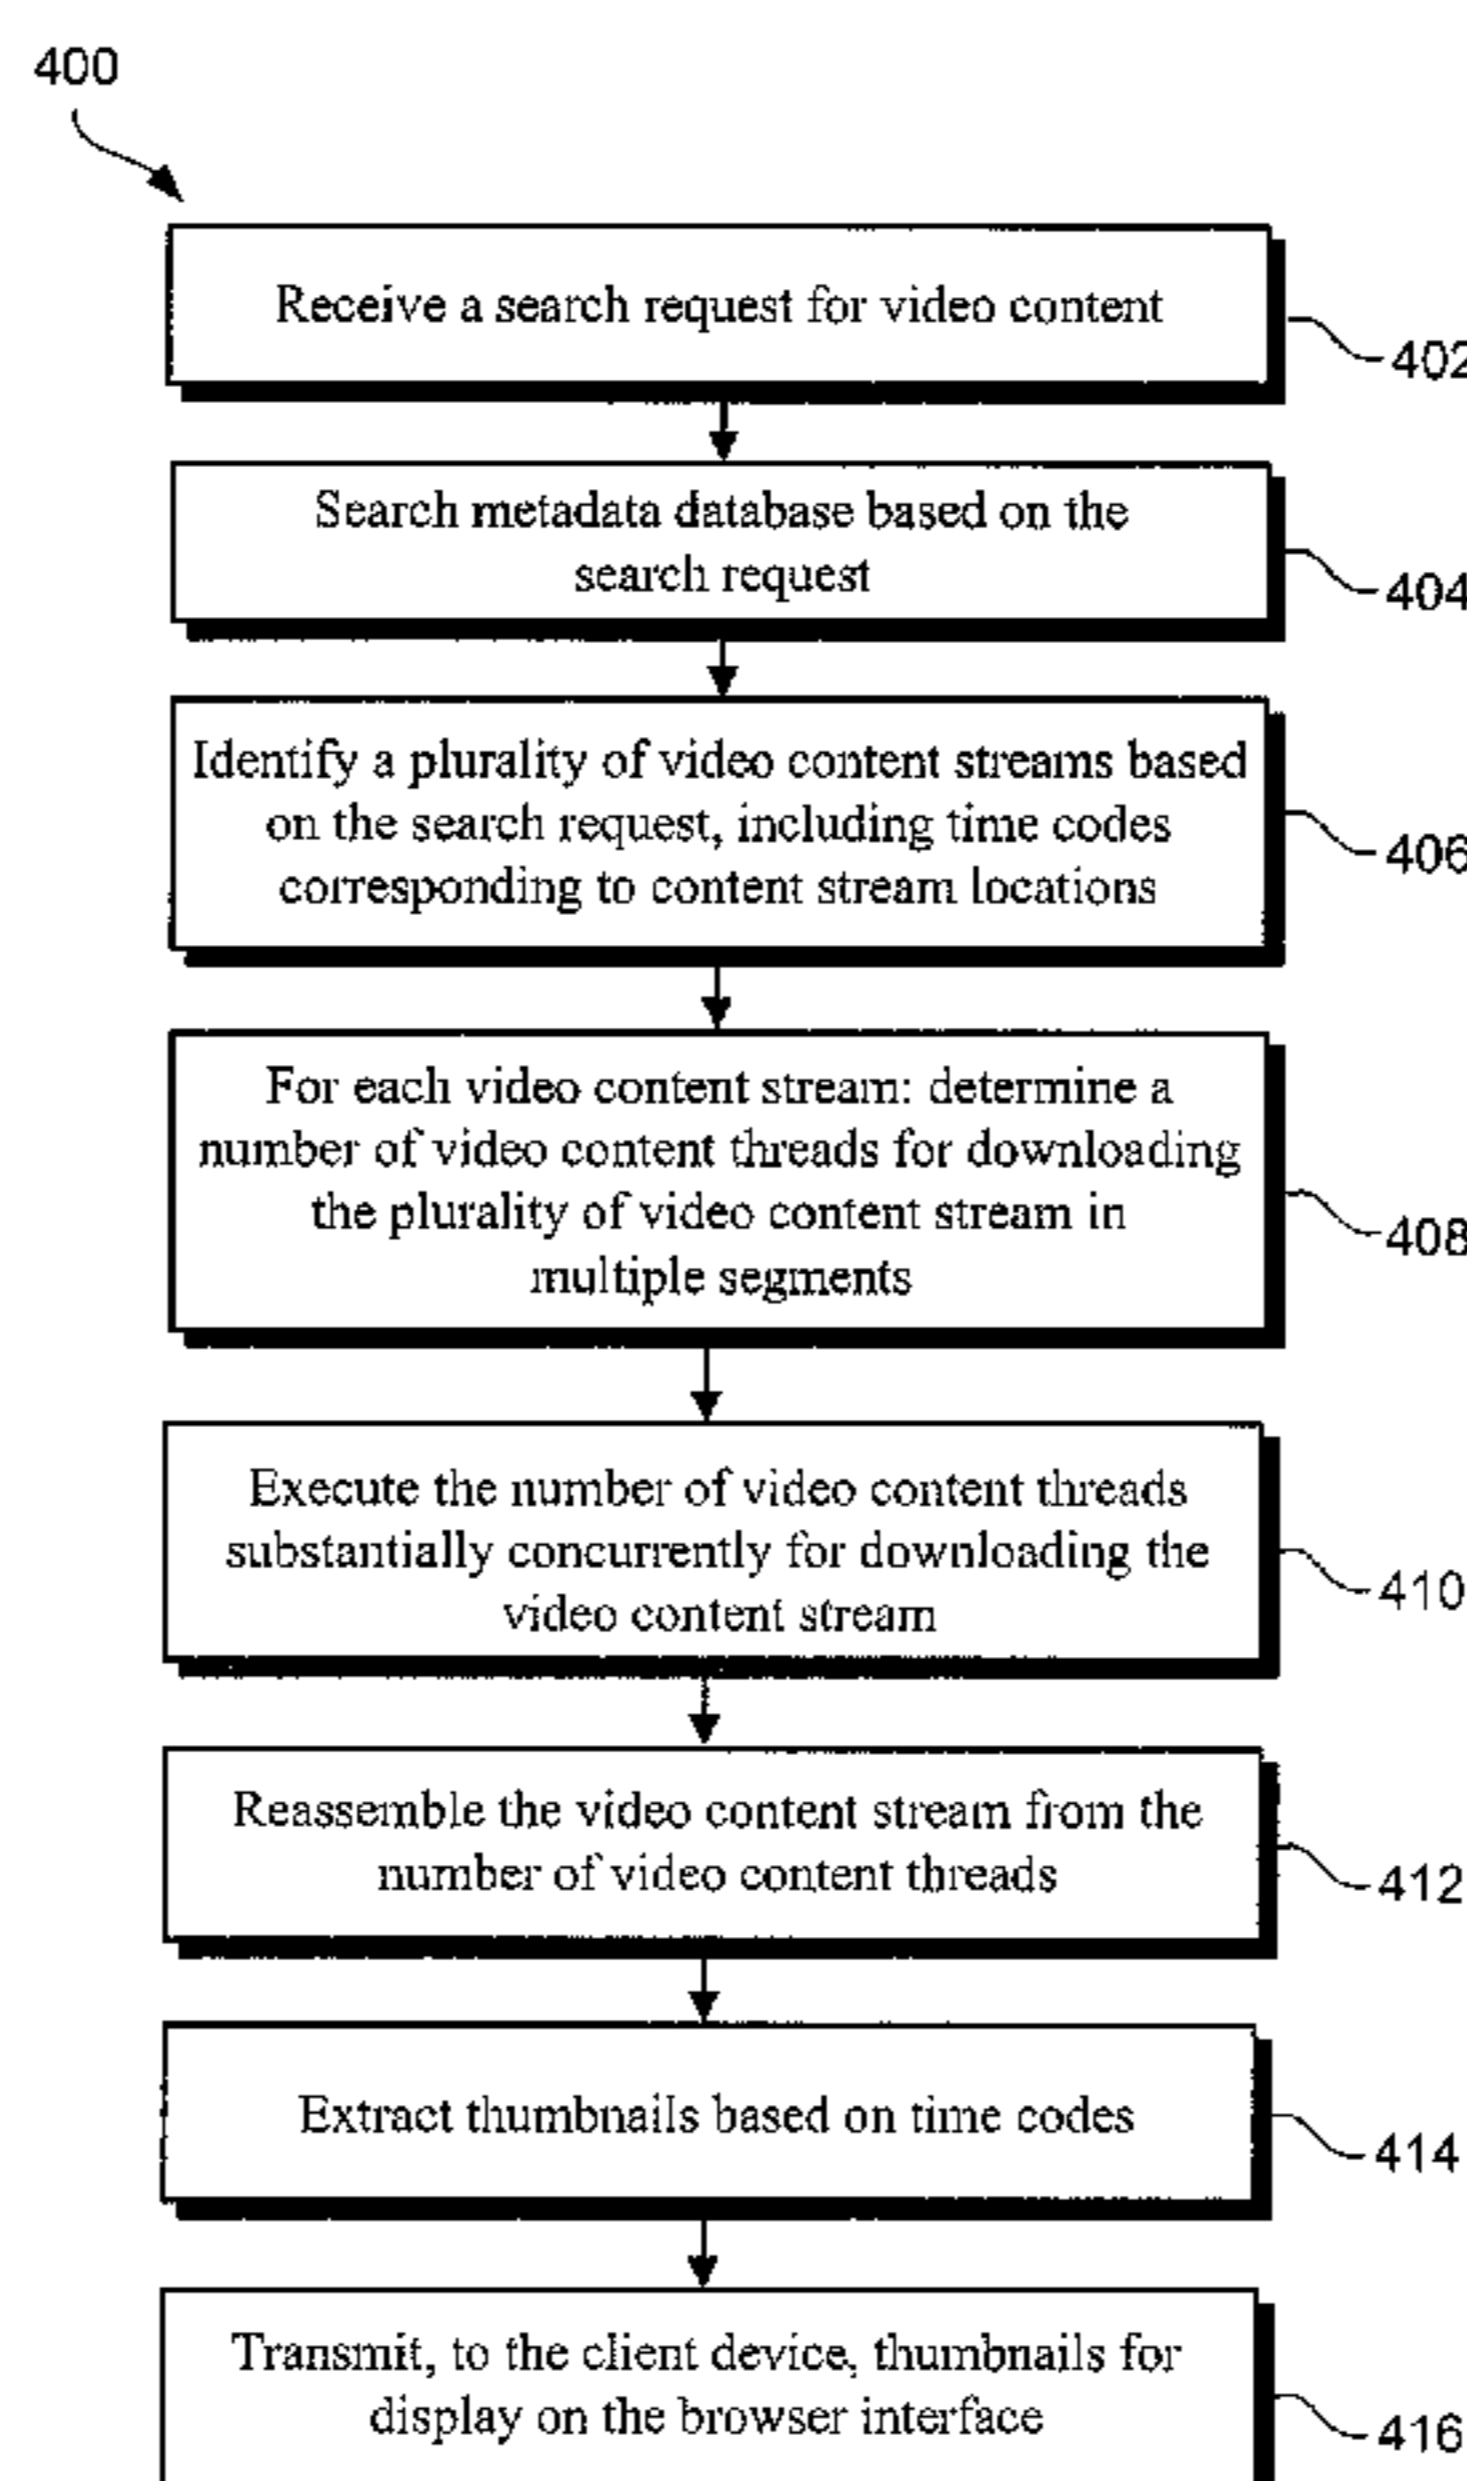 400
Receive a search request for video content
402
Search metadata database based on the
search request
404
Identify a plurality of video content streams based
on the search request, including time codes
corresponding to content stream locations
406
For each video content stream: determine a
number of video content threads for downloading
the plurality of video content stream in
multiple segments
408
Execute the number of video content threads
substantially concurrently for downloading the
video content stream
410
Reassemble the video content stream from the
number of video content threads
412
Extract thumbnails based on time codes
414
Transmit, to the client device, thumbnails for
display on the browser interface
416